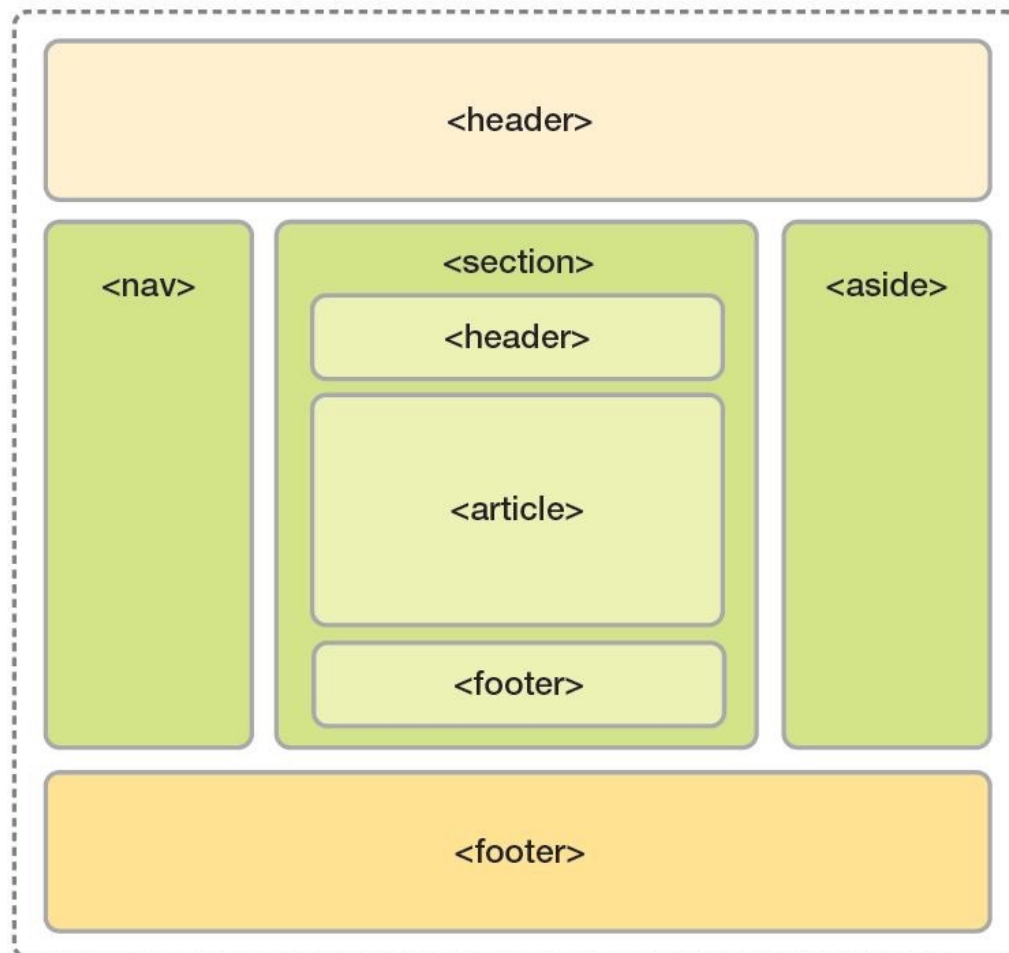 <header>
<nav>
<section>
<aside>
<header>
<article>
<footer>
<footer>